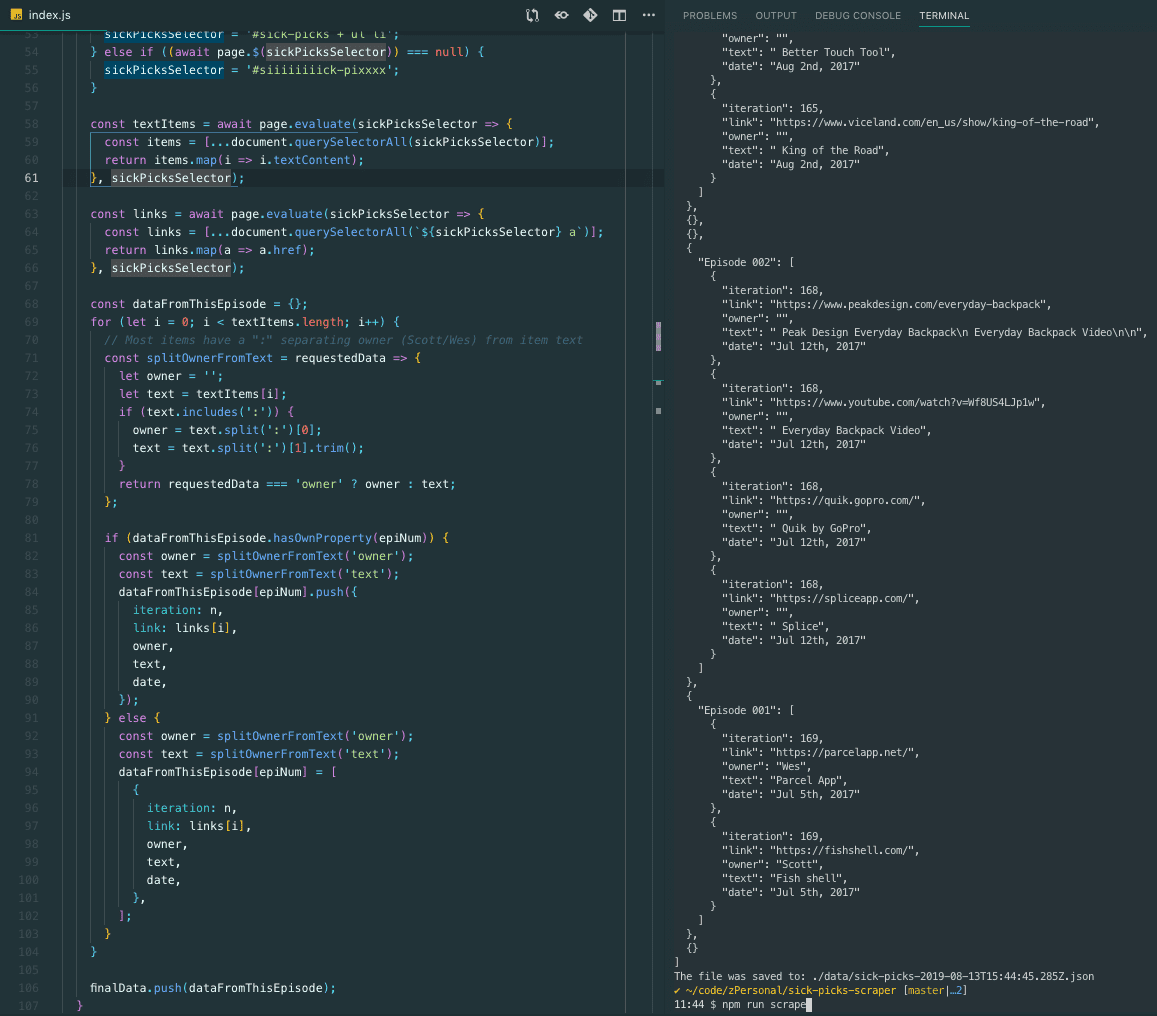 JS index.js
53 sickPicksSelector = '#sick-picks + ul li';
54 } else if ((await page.$(sickPicksSelector)) === null) {
55 sickPicksSelector = '#siiiiiiiick-pixxxx';
56 }
57
58 const textItems = await page.evaluate(sickPicksSelector => {
59 const items = [...document.querySelectorAll(sickPicksSelector)];
60 return items.map(i => i.textContent);
61 }, sickPicksSelector);
62
63 const links = await page.evaluate(sickPicksSelector => {
64 const links = [...document.querySelectorAll(`${sickPicksSelector} a`)];
65 return links.map(a => a.href);
66 }, sickPicksSelector);
67
68 const dataFromThisEpisode = {};
69 for (let i = 0; i < textItems.length; i++) {
70 // Most items have a ":" separating owner (Scott/Wes) from item text
71 const splitOwnerFromText = requestedData => {
72 let owner = '';
73 let text = textItems[i];
74 if (text.includes(':')) {
75 owner = text.split(':')[0];
76 text = text.split(':')[1].trim();
77 }
78 return requestedData === 'owner' ? owner : text;
79 };
80
81 if (dataFromThisEpisode.hasOwnProperty(epiNum)) {
82 const owner = splitOwnerFromText('owner');
83 const text = splitOwnerFromText('text');
84 dataFromThisEpisode[epiNum].push({
85 iteration: n,
86 link: links[i],
87 owner,
88 text,
89 date,
90 });
91 } else {
92 const owner = splitOwnerFromText('owner');
93 const text = splitOwnerFromText('text');
94 dataFromThisEpisode[epiNum] = [
95 {
96 iteration: n,
97 link: links[i],
98 owner,
99 text,
100 date,
101 },
102 ];
103 }
104 }
105
106 finalData.push(dataFromThisEpisode);
107 }
PROBLEMS OUTPUT DEBUG CONSOLE TERMINAL
"owner": "",
"text": " Better Touch Tool",
"date": "Aug 2nd, 2017"
},
{
"iteration": 165,
"link": "https://www.viceland.com/en_us/show/king-of-the-road",
"owner": "",
"text": " King of the Road",
"date": "Aug 2nd, 2017"
}
]
},
{},
{},
{
"Episode 002": [
{
"iteration": 168,
"link": "https://www.peakdesign.com/everyday-backpack",
"owner": "",
"text": " Peak Design Everyday Backpack\n Everyday Backpack Video\n\n",
"date": "Jul 12th, 2017"
},
{
"iteration": 168,
"link": "https://www.youtube.com/watch?v=Wf8US4LJp1w",
"owner": "",
"text": " Everyday Backpack Video",
"date": "Jul 12th, 2017"
},
{
"iteration": 168,
"link": "https://quik.gopro.com/",
"owner": "",
"text": " Quik by GoPro",
"date": "Jul 12th, 2017"
},
{
"iteration": 168,
"link": "https://spliceapp.com/",
"owner": "",
"text": " Splice",
"date": "Jul 12th, 2017"
}
]
},
{
"Episode 001": [
{
"iteration": 169,
"link": "https://parcelapp.net/",
"owner": "Wes",
"text": "Parcel App",
"date": "Jul 5th, 2017"
},
{
"iteration": 169,
"link": "https://fishshell.com/",
"owner": "Scott",
"text": "Fish shell",
"date": "Jul 5th, 2017"
}
]
},
{}
]
The file was saved to: ./data/sick-picks-2019-08-13T15:44:45.285Z.json
✔ ~/code/zPersonal/sick-picks-scraper [master|…2]
11:44 $ npm run scrape